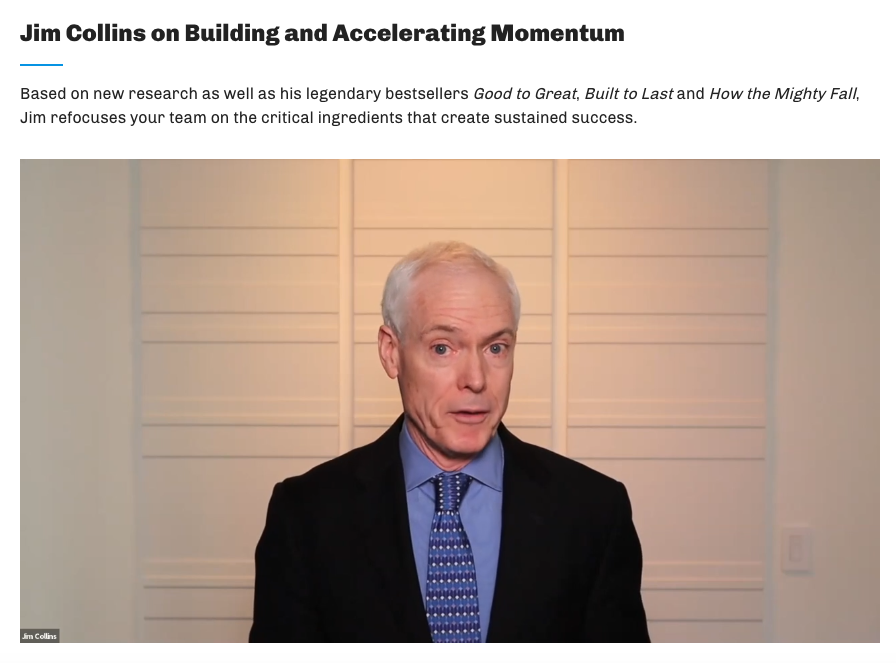 Jim Collins on Building and Accelerating Momentum
Based on new research as well as his legendary bestsellers Good to Great, Built to Last and How the Mighty Fall,
Jim refocuses your team on the critical ingredients that create sustained success.
Jim Collins